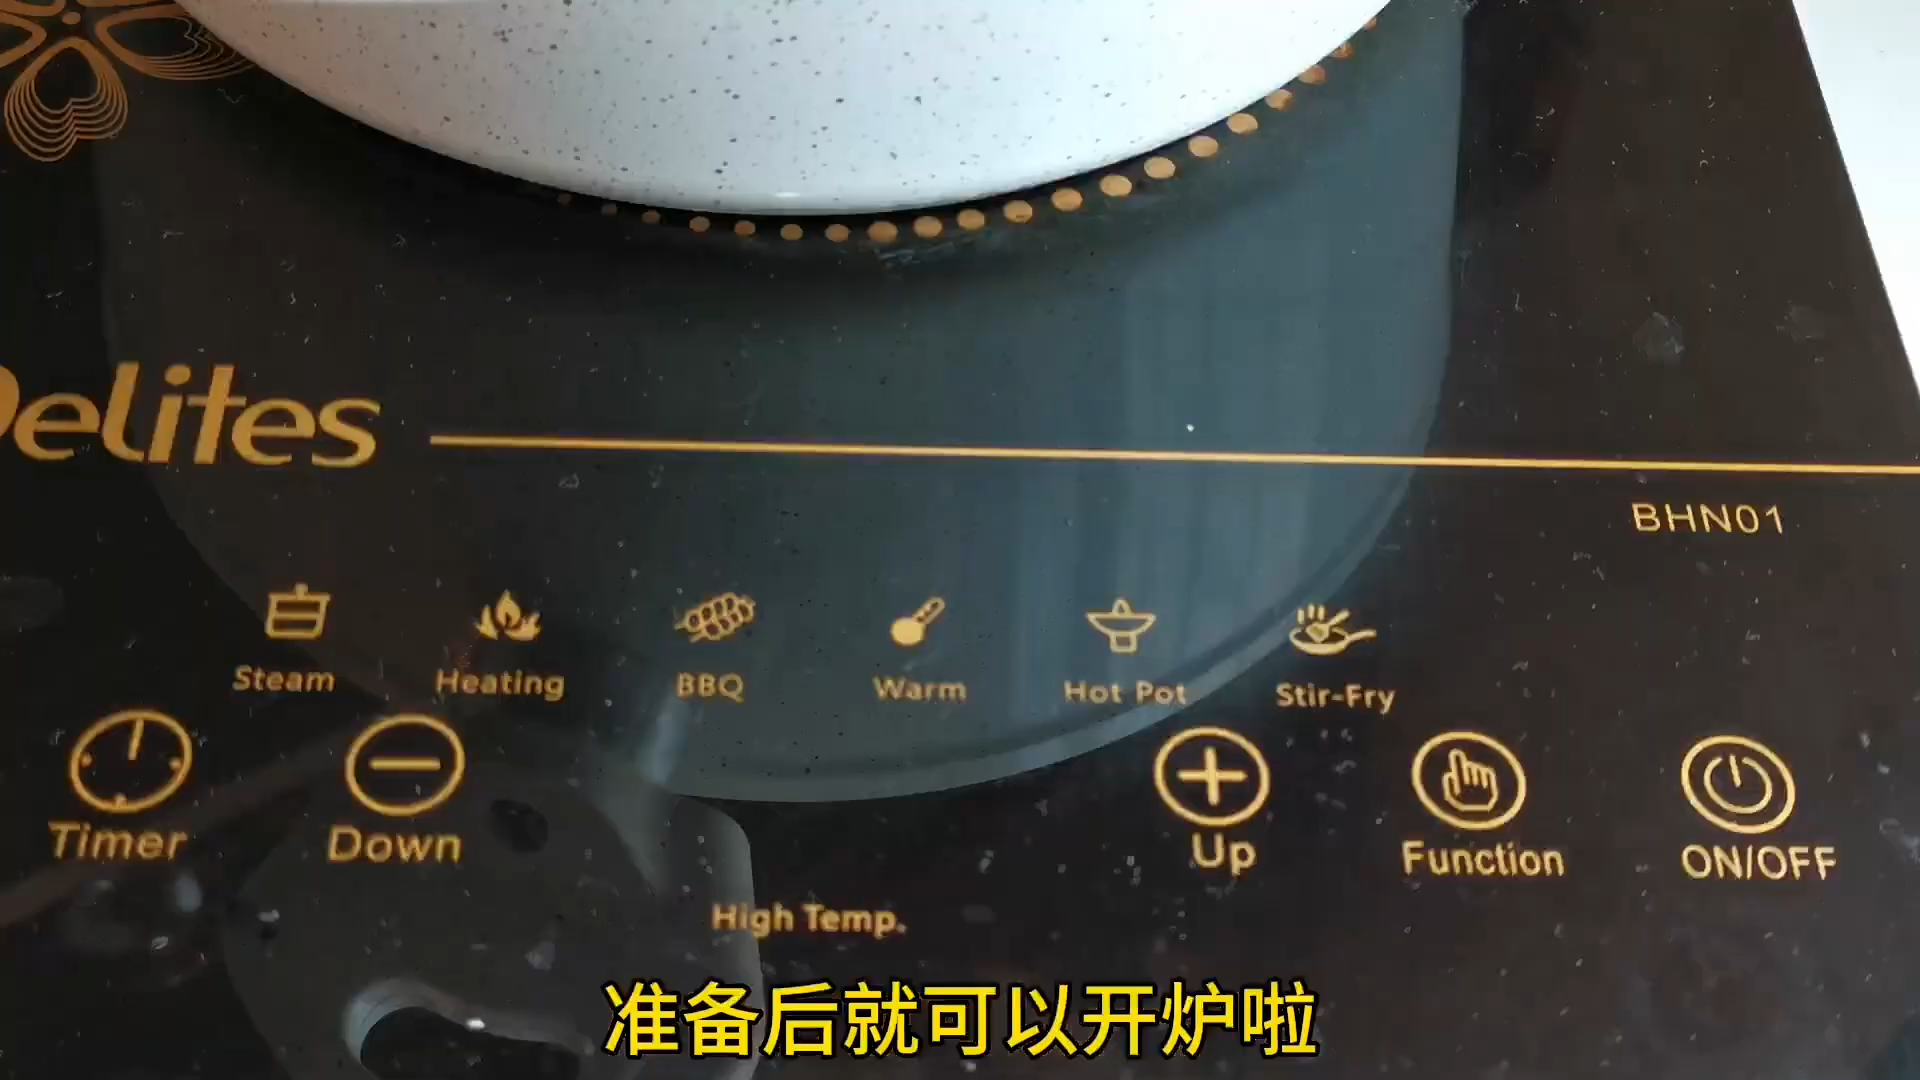 Delites
BHN01
Steam
Heating
BBQ
Warm
Hot Pot
Stir-Fry
Timer
Down
Up
Function
ON/OFF
High Temp.
准备后就可以开炉啦